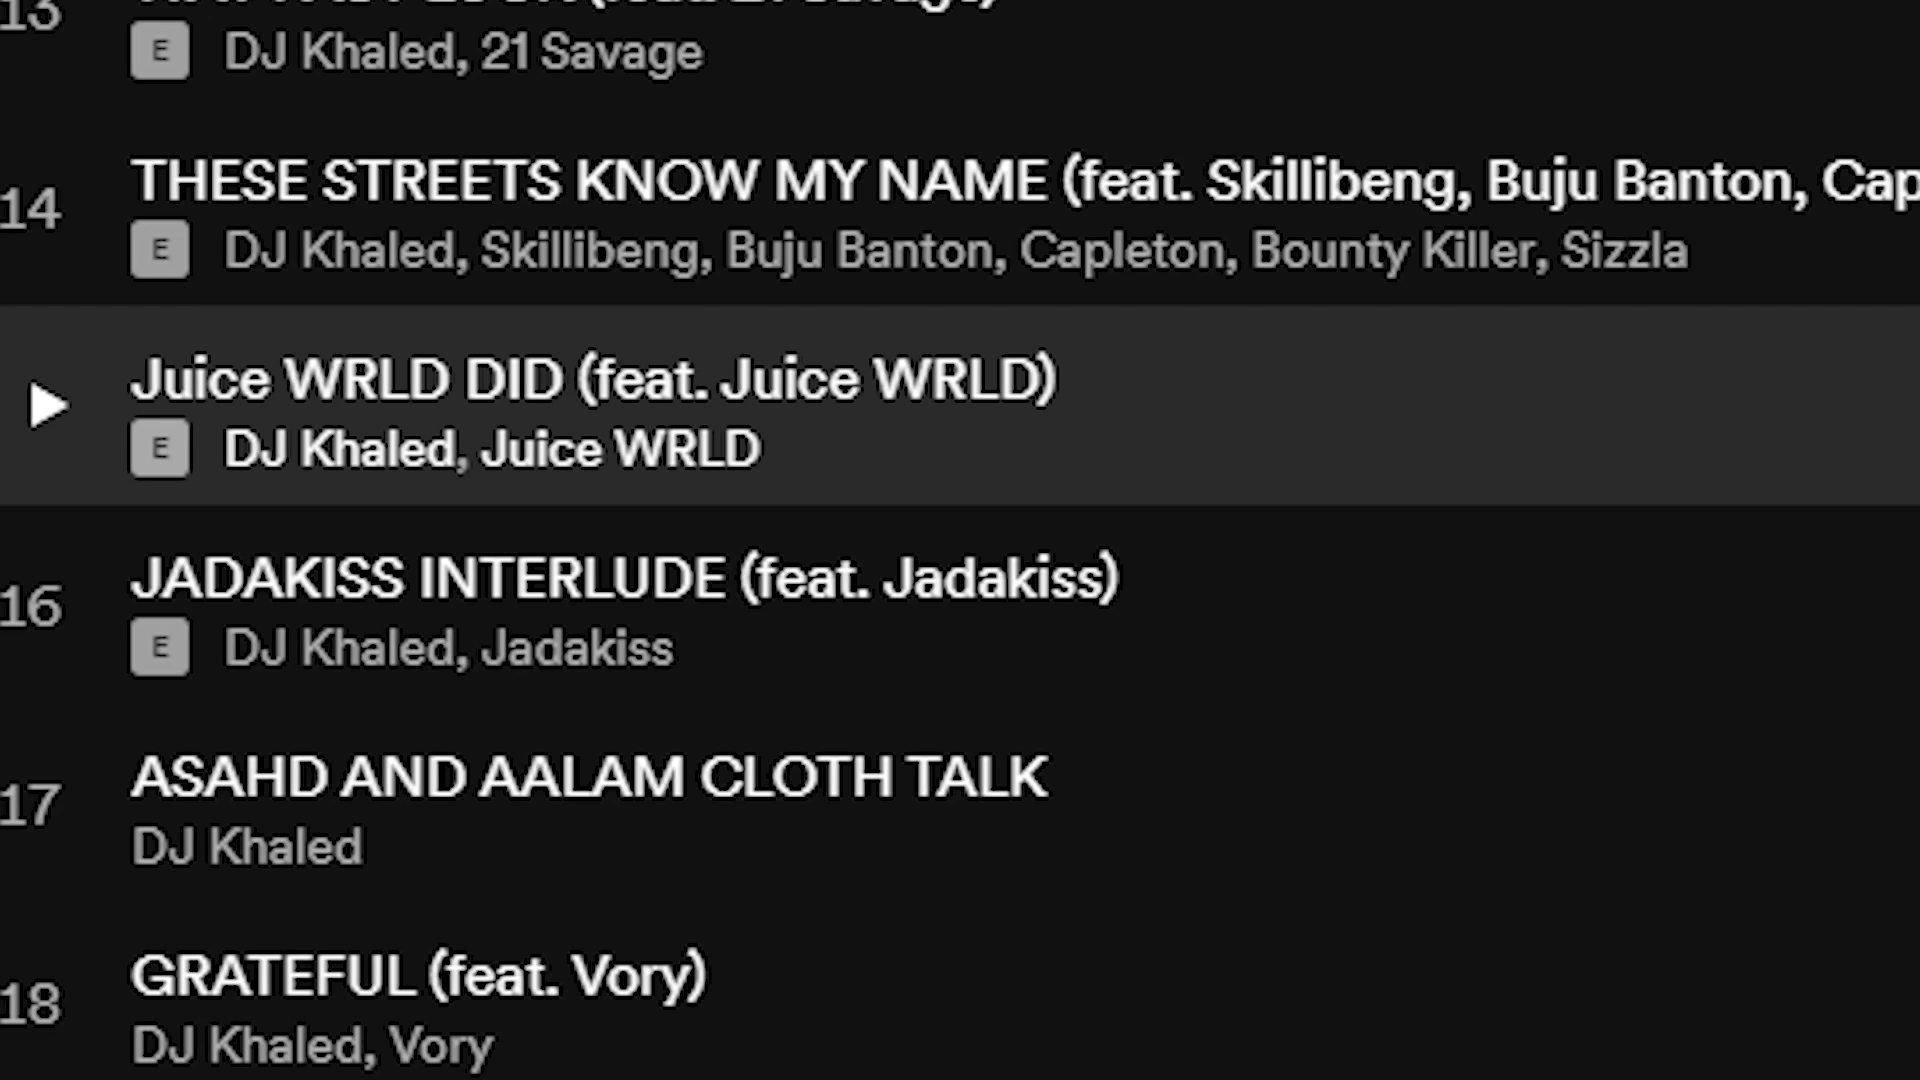 13
E DJ Khaled, 21 Savage
14 THESE STREETS KNOW MY NAME (feat. Skillibeng, Buju Banton, Cap
E DJ Khaled, Skillibeng, Buju Banton, Capleton, Bounty Killer, Sizzla
Juice WRLD DID (feat. Juice WRLD)
E DJ Khaled, Juice WRLD
16 JADAKISS INTERLUDE (feat. Jadakiss)
E DJ Khaled, Jadakiss
17 ASAHD AND AALAM CLOTH TALK
DJ Khaled
18 GRATEFUL (feat. Vory)
DJ Khaled, Vory